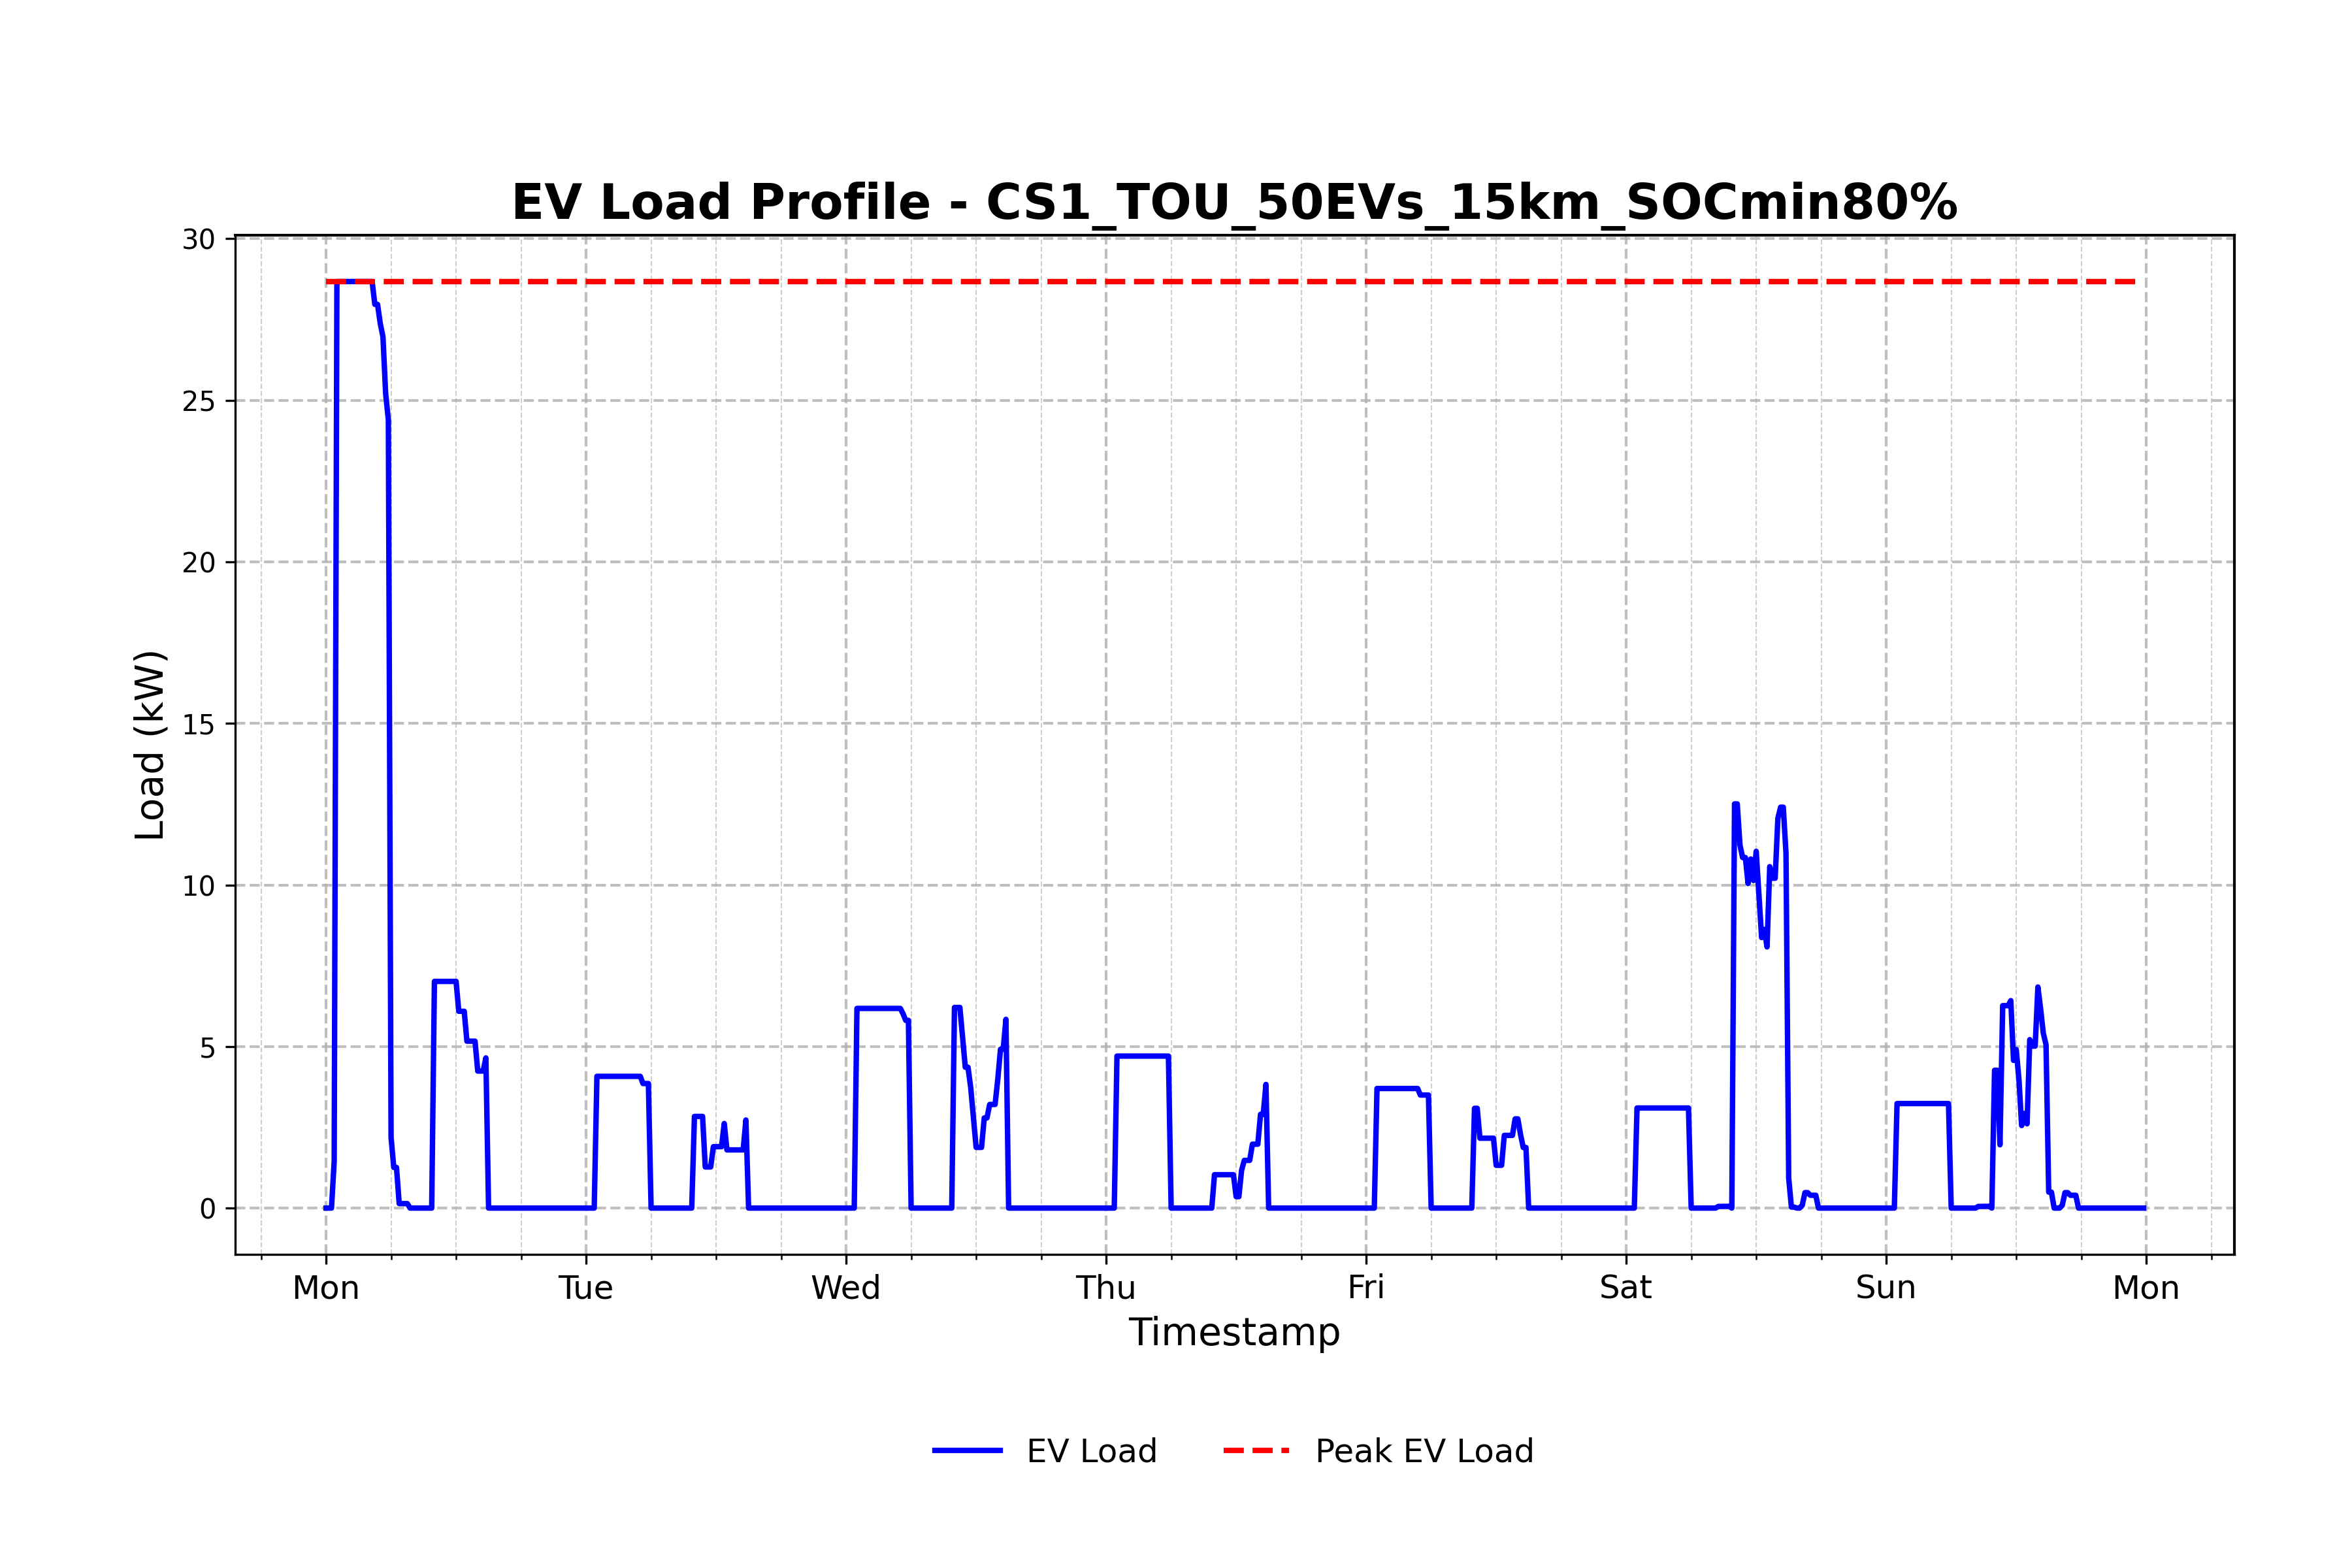 EV Load Profile - CS1_TOU_50EVs_15km_SOCmin80%
30
25
20
15
10
5
0
Load (kW)
Mon Tue Wed Thu Fri Sat Sun Mon
Timestamp
EV Load Peak EV Load